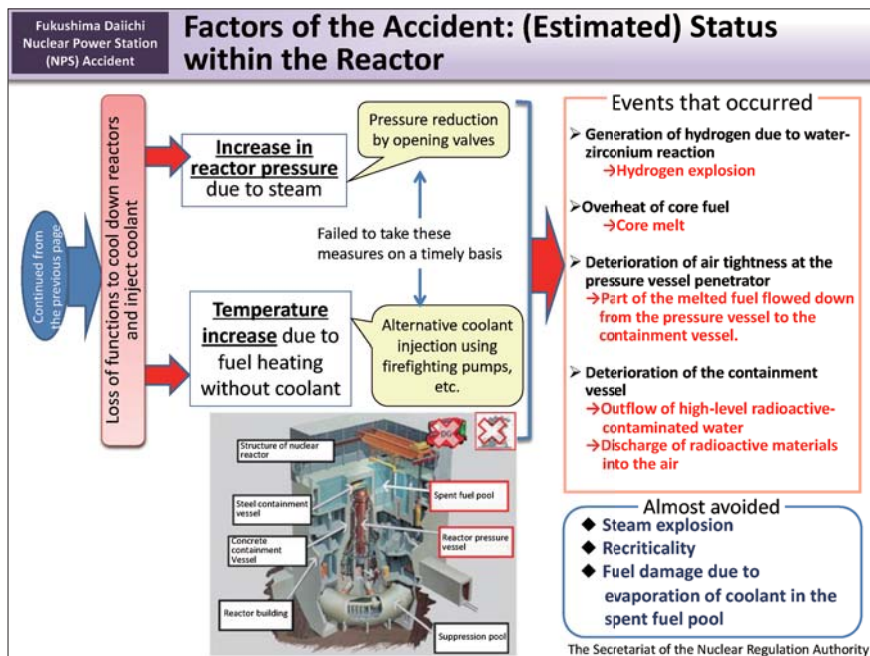 Fukushima Daiichi
Nuclear Power Station
(NPS) Accident
Factors of the Accident: (Estimated) Status
within the Reactor
Continued from
the previous page
Loss of functions to cool down reactors
and inject coolant
Increase in
reactor pressure
due to steam
Pressure reduction
by opening valves
Failed to take these
measures on a timely basis
Temperature
increase due to
fuel heating
without coolant
Alternative coolant
injection using
firefighting pumps,
etc.
DG
Structure of nuclear
reactor
Steel containment
vessel
Concrete
containment
Vessel
Reactor building
Spent fuel pool
Reactor pressure
vessel
Suppression pool
Events that occurred
➢ Generation of hydrogen due to water-
zirconium reaction
→Hydrogen explosion
➢Overheat of core fuel
→Core melt
➢ Deterioration of air tightness at the
pressure vessel penetrator
→Part of the melted fuel flowed down
from the pressure vessel to the
containment vessel.
➢ Deterioration of the containment
vessel
→Outflow of high-level radioactive-
contaminated water
→Discharge of radioactive materials
into the air
Almost avoided
◆ Steam explosion
◆ Recriticality
◆ Fuel damage due to
evaporation of coolant in the
spent fuel pool
The Secretariat of the Nuclear Regulation Authority